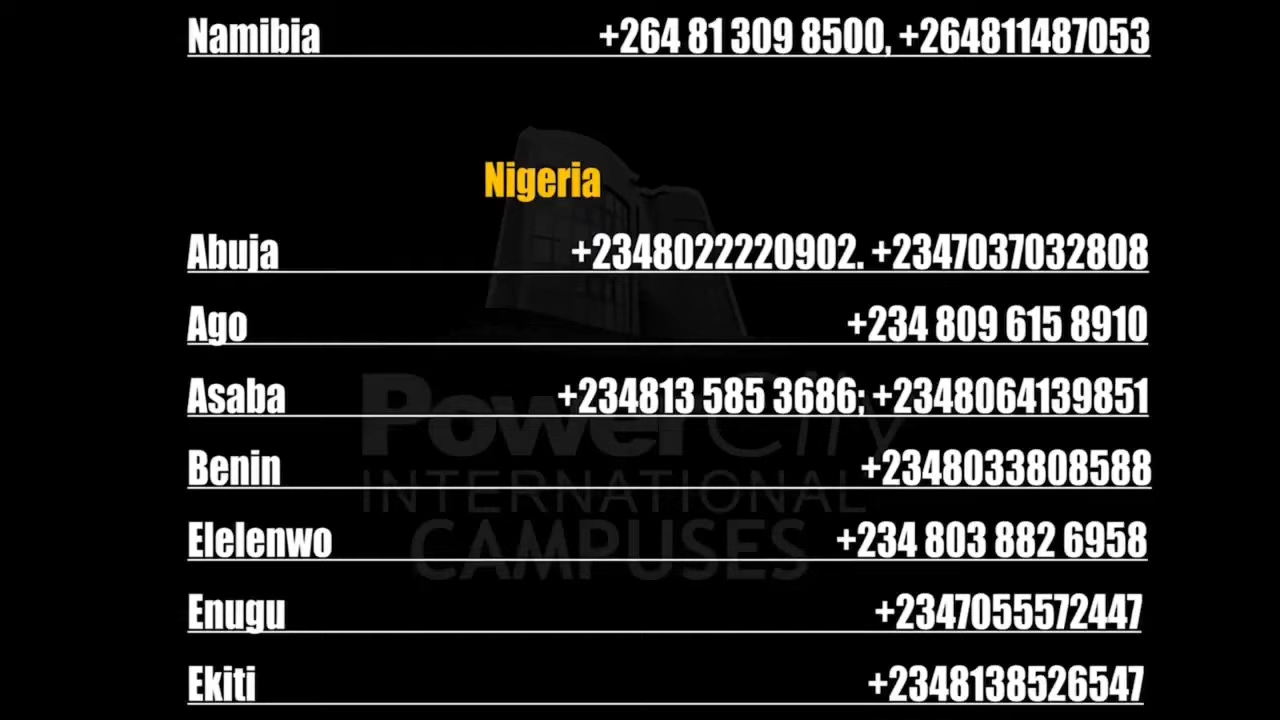 Namibia +264 81 309 8500, +264811487053
Nigeria
Abuja +2348022220902. +2347037032808
Ago +234 809 615 8910
Asaba +234813 585 3686; +2348064139851
PowerCity
Benin +2348033808588
INTERNATIONAL
Elelenwo +234 803 882 6958
CAMPUSES
Enugu +2347055572447
Ekiti +2348138526547